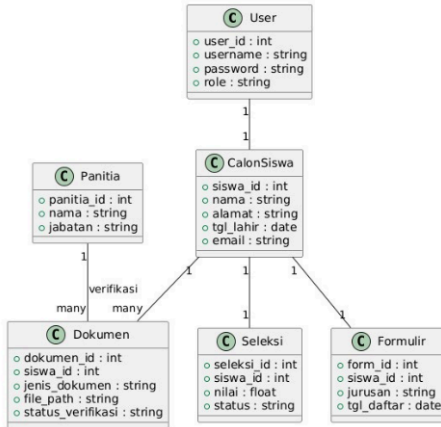 C User
user_id : int
username : string
password : string
role : string
1
1
C Panitia
panitia_id : int
nama : string
jabatan : string
C CalonSiswa
siswa_id : int
nama : string
alamat : string
tgl_lahir : date
email : string
1
1
1
1
verifikasi
many
many
1
1
C Dokumen
dokumen_id : int
siswa_id : int
jenis_dokumen : string
file_path : string
status_verifikasi : string
C Seleksi
seleksi_id : int
siswa_id : int
nilai : float
status : string
C Formulir
form_id : int
siswa_id : int
jurusan : string
tgl_daftar : date